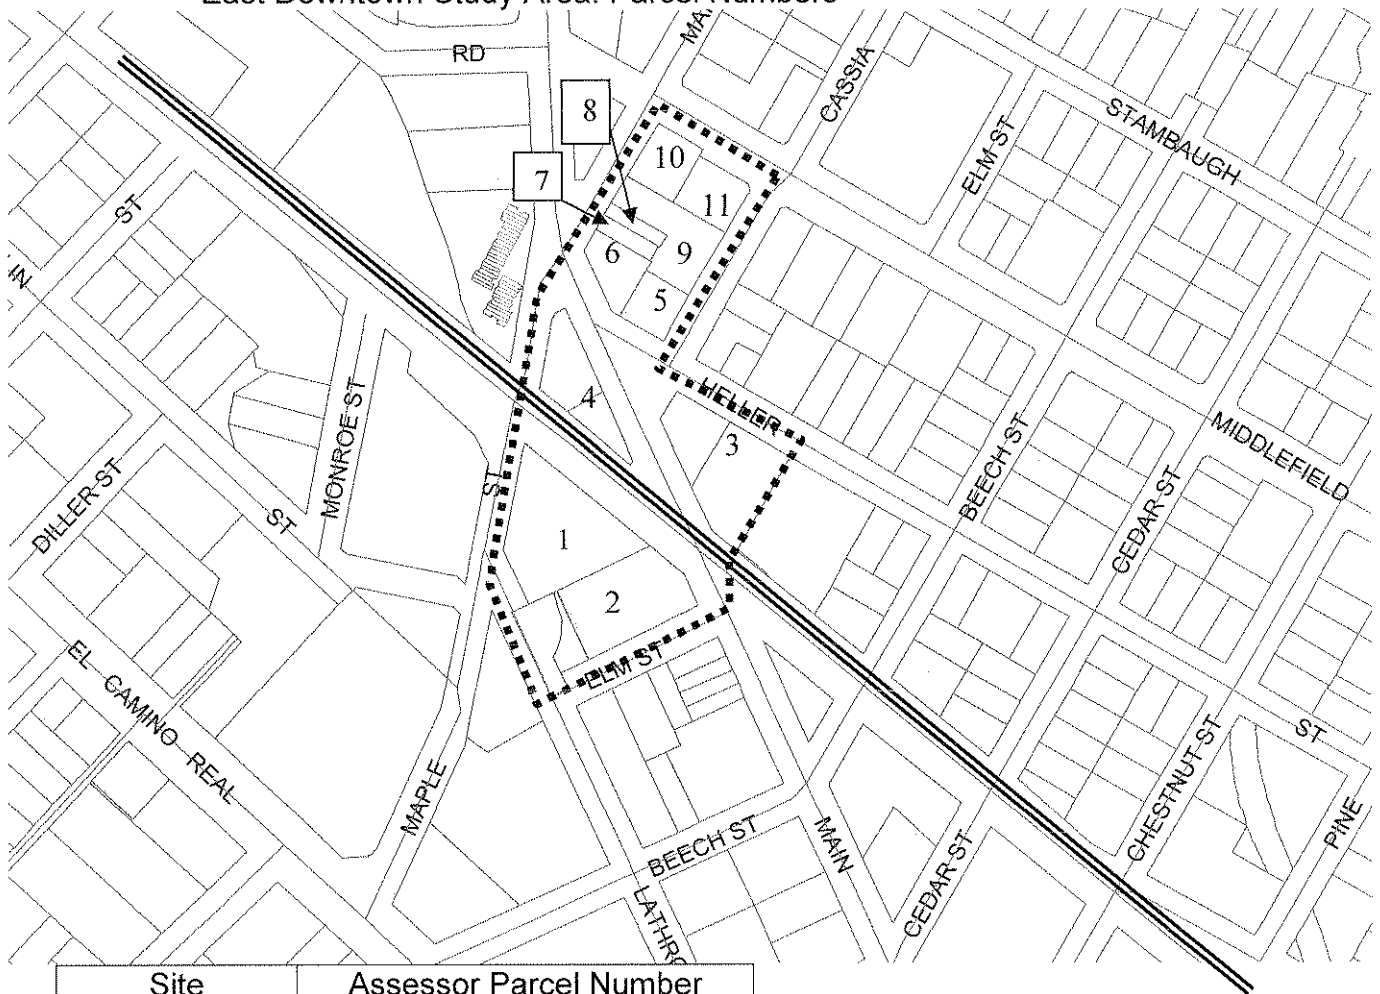 East Downtown Study Area: Parcel Numbers
RD
CASSIA
STAMBAUGH
ELM ST
8
7
10
11
6
9
5
ST
4
3
HELLER
MIDDLEFIELD
MONROE ST
DILLER ST
ST
ST
BEECH ST
CEDAR ST
1
2
ELM ST
EL CAMINO REAL
MAPLE
BEECH ST
MAIN
CEDAR ST
CHESTNUT ST
ST
PINE
Site Assessor Parcel Number